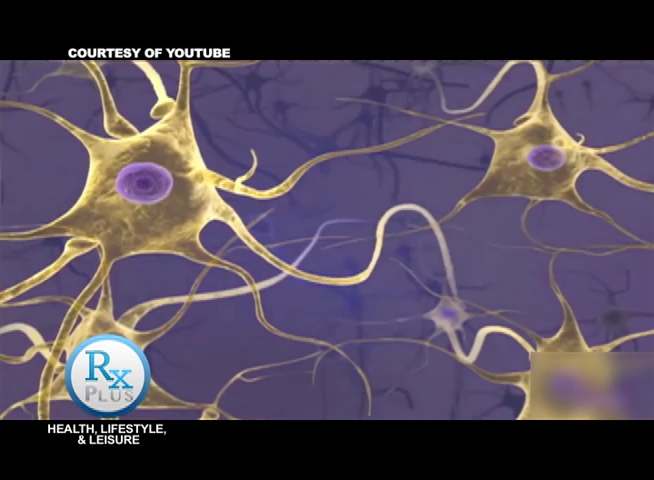 COURTESY OF YOUTUBE
Rx
PLUS
HEALTH, LIFESTYLE,
& LEISURE